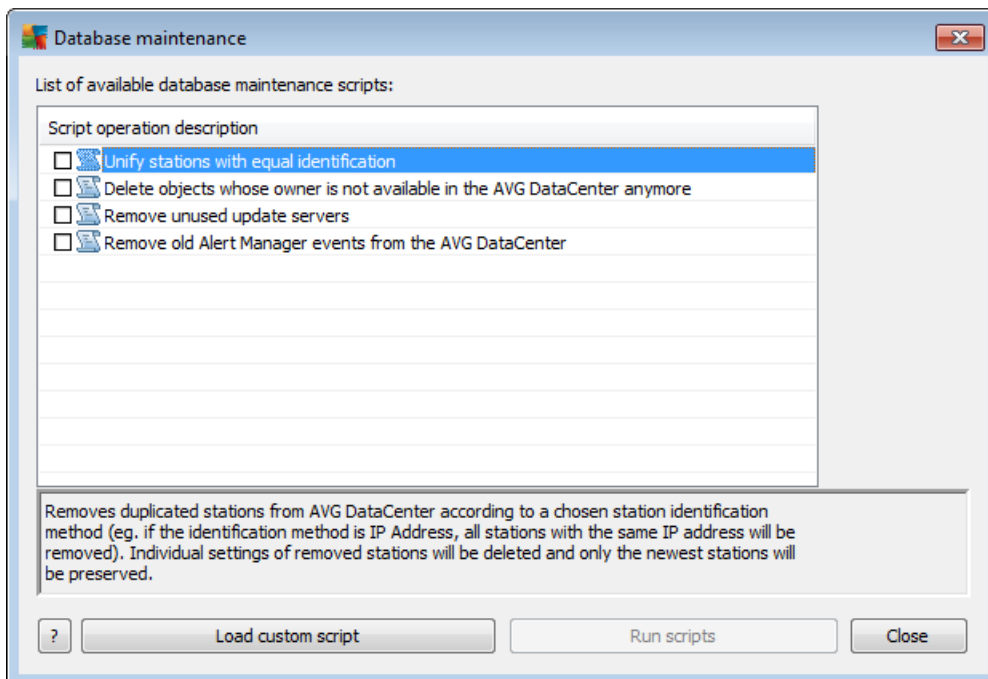 Database maintenance
List of available database maintenance scripts:
Script operation description
Unify stations with equal identification
Delete objects whose owner is not available in the AVG DataCenter anymore
Remove unused update servers
Remove old Alert Manager events from the AVG DataCenter
Removes duplicated stations from AVG DataCenter according to a chosen station identification
method (eg. if the identification method is IP Address, all stations with the same IP address will be
removed). Individual settings of removed stations will be deleted and only the newest stations will
be preserved.
? Load custom script Run scripts Close